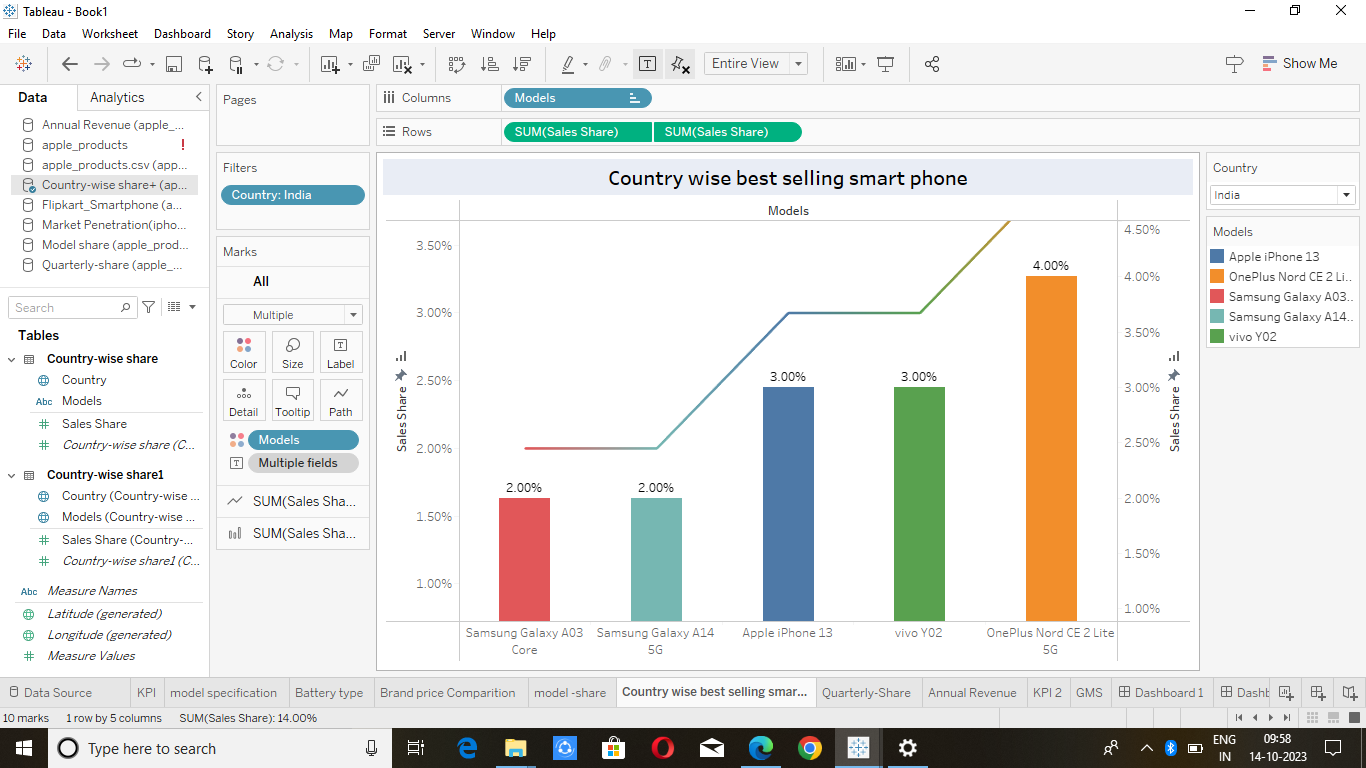 Tableau - Book1
File Data Worksheet Dashboard Story Analysis Map Format Server Window Help
Entire View
Show Me
Data Analytics
Annual Revenue (apple_...
apple_products !
apple_products.csv (app...
Country-wise share+ (ap...
Flipkart_Smartphone (a...
Market Penetration(ipho...
Model share (apple_prod...
Quarterly-share (apple_...
Search
Tables
Country-wise share
Country
Abc Models
Sales Share
Country-wise share (C...
Country-wise share1
Country (Country-wise ...
Models (Country-wise ...
Sales Share (Country-...
Country-wise share1 (C...
Abc Measure Names
Latitude (generated)
Longitude (generated)
Measure Values
Pages
Filters
Country: India
Marks
All
Multiple
Color Size Label
Detail Tooltip Path
Models
Multiple fields
SUM(Sales Sha...
SUM(Sales Sha...
Columns Models
Rows SUM(Sales Share) SUM(Sales Share)
Country wise best selling smart phone
Models
Sales Share
3.50%
3.00%
2.50%
2.00%
1.50%
1.00%
2.00%
2.00%
3.00%
3.00%
4.00%
Samsung Galaxy A03 Core
Samsung Galaxy A14 5G
Apple iPhone 13
vivo Y02
OnePlus Nord CE 2 Lite 5G
4.50%
4.00%
3.50%
3.00%
2.50%
2.00%
1.50%
1.00%
Sales Share
Country
India
Models
Apple iPhone 13
OnePlus Nord CE 2 Li..
Samsung Galaxy A03..
Samsung Galaxy A14..
vivo Y02
Data Source KPI model specification Battery type Brand price Comparition model -share Country wise best selling smar... Quarterly-Share Annual Revenue KPI 2 GMS Dashboard 1 Dashb
10 marks 1 row by 5 columns SUM(Sales Share): 14.00%
Type here to search
ENG
IN
09:58
14-10-2023